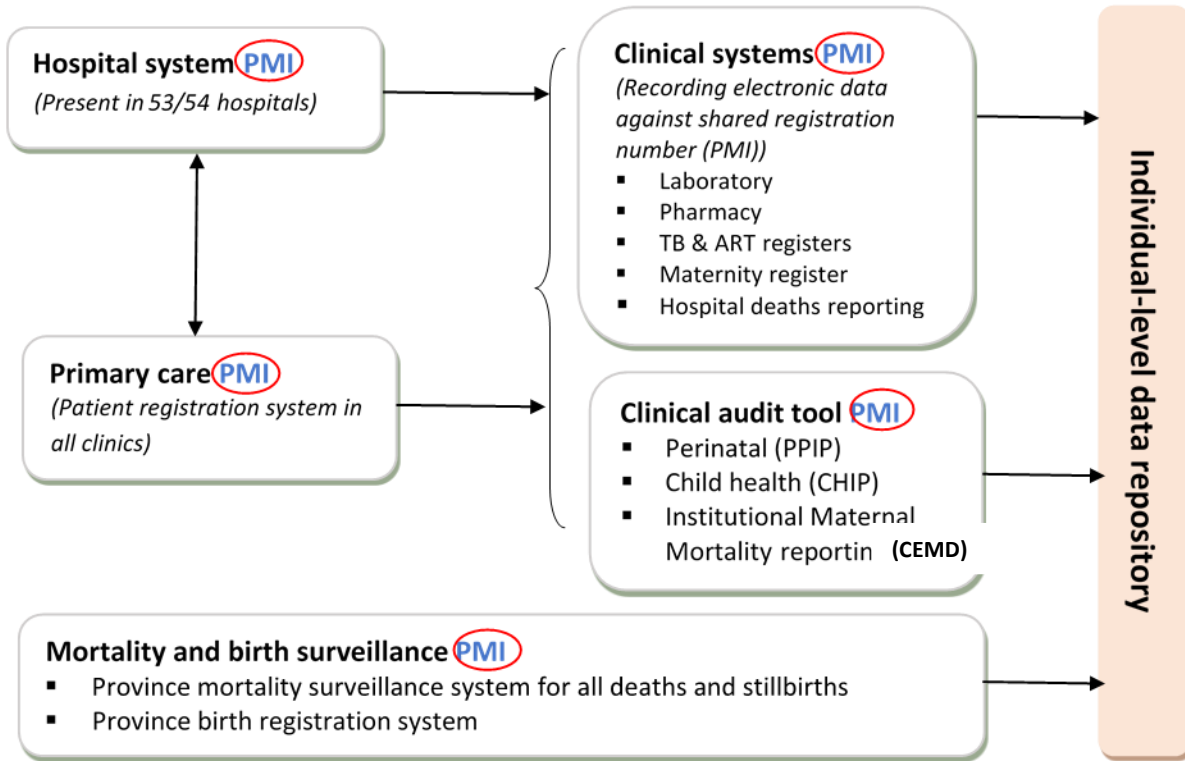 Hospital system PMI
(Present in 53/54 hospitals)
Primary care PMI
(Patient registration system in
all clinics)
Clinical systems PMI
(Recording electronic data
against shared registration
number (PMI))
▪ Laboratory
▪ Pharmacy
▪ TB & ART registers
▪ Maternity register
▪ Hospital deaths reporting
Clinical audit tool PMI
▪ Perinatal (PPIP)
▪ Child health (CHIP)
▪ Institutional Maternal
Mortality reportin (CEMD)
Mortality and birth surveillance PMI
▪ Province mortality surveillance system for all deaths and stillbirths
▪ Province birth registration system
Individual-level data repository